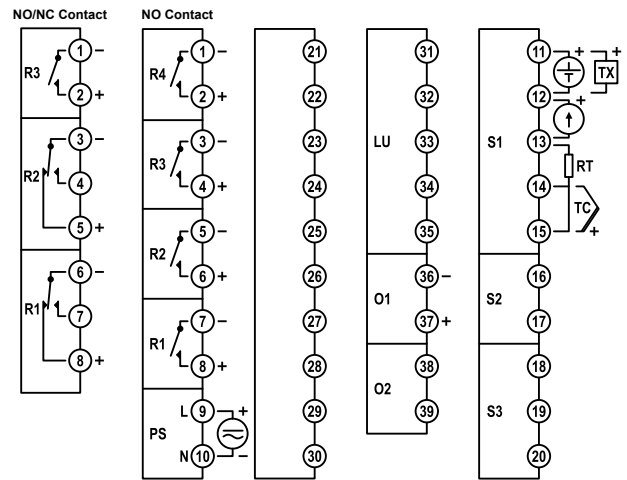 NO/NC Contact
R3
1 −
2 +
R2
3 −
4
5 +
R1
6 −
7
8 +
NO Contact
R4
1 −
2 +
R3
3 −
4 +
R2
5 −
6 +
R1
7 −
8 +
PS
L 9 +
N 10 −
21
22
23
24
25
26
27
28
29
30
31
32
LU 33
34
35
O1
36 −
37 +
38
O2
39
11 + +
TX
12 +
S1 13
RT
14 −
TC
15 +
16
S2
17
18
S3 19
20